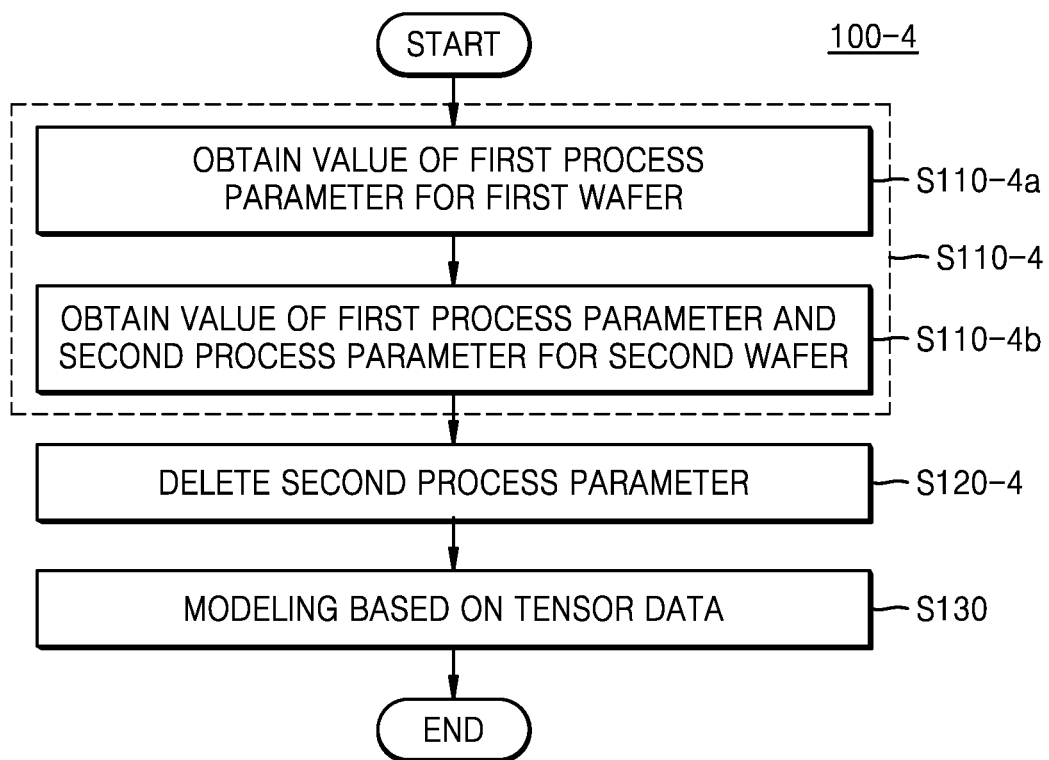 START
100-4
OBTAIN VALUE OF FIRST PROCESS
PARAMETER FOR FIRST WAFER
S110-4a
S110-4
OBTAIN VALUE OF FIRST PROCESS PARAMETER AND
SECOND PROCESS PARAMETER FOR SECOND WAFER
S110-4b
DELETE SECOND PROCESS PARAMETER
S120-4
MODELING BASED ON TENSOR DATA
S130
END